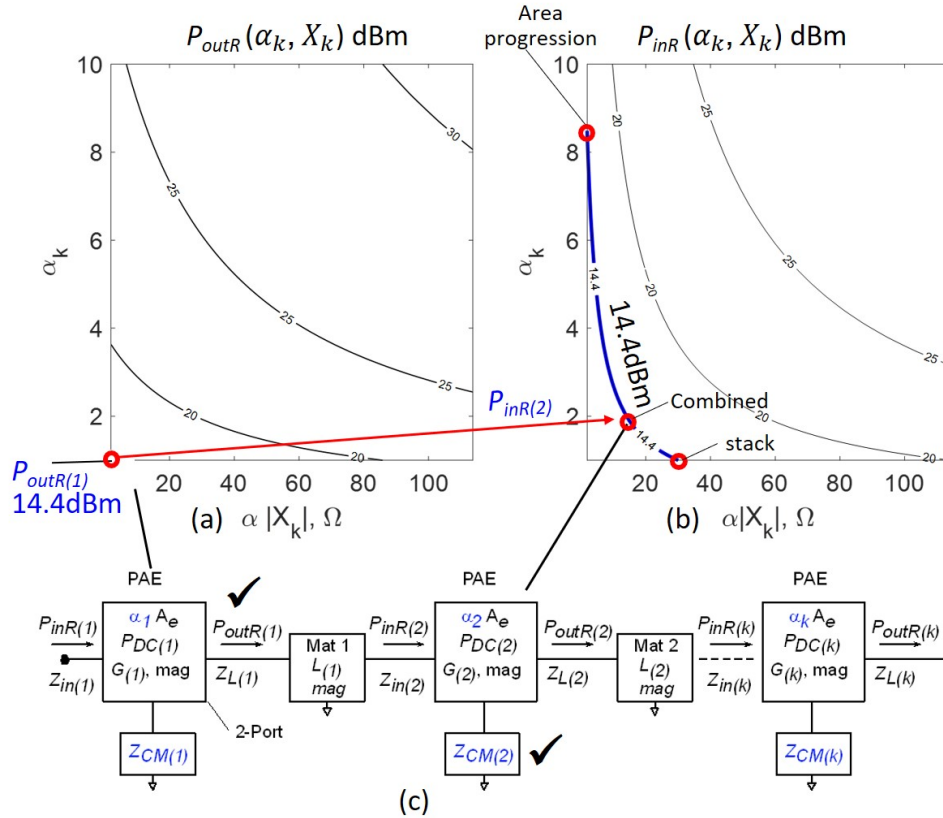 Area
progression
P_outR (α_k, X_k) dBm
P_inR (α_k, X_k) dBm
10
8
6
4
2
α_k
20
25
25
30
25
20
20
P_outR(1)
14.4dBm
20 40 60 80 100
(a) α |X_k|, Ω
P_inR(2)
10
8
6
4
2
α_k
20
25
14.4
20
25
14.4dBm
Combined
14.4
stack
20
20 40 60 80 100
(b) α|X_k|, Ω
PAE
PAE
PAE
P_inR(1)
Z_in(1)
α_1 A_e
P_DC(1)
G_(1), mag
P_outR(1)
Z_L(1)
✓
Mat 1
L_(1)
mag
P_inR(2)
Z_in(2)
α_2 A_e
P_DC(2)
G_(2), mag
P_outR(2)
Z_L(2)
Mat 2
L_(2)
mag
P_inR(k)
Z_in(k)
α_k A_e
P_DC(k)
G_(k), mag
P_outR(k)
Z_L(k)
2-Port
Z_CM(1)
Z_CM(2)
✓
Z_CM(k)
(c)